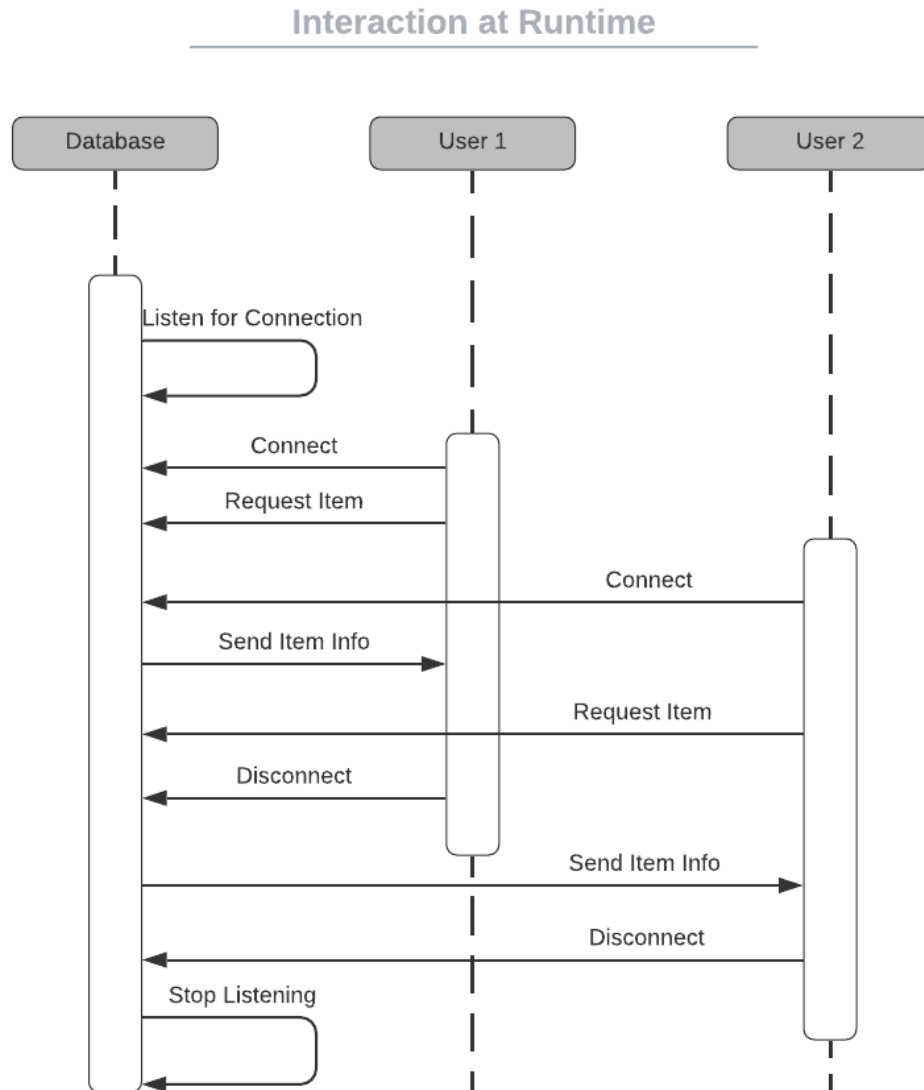 Interaction at Runtime
Database
User 1
User 2
Listen for Connection
Connect
Request Item
Connect
Send Item Info
Request Item
Disconnect
Send Item Info
Disconnect
Stop Listening